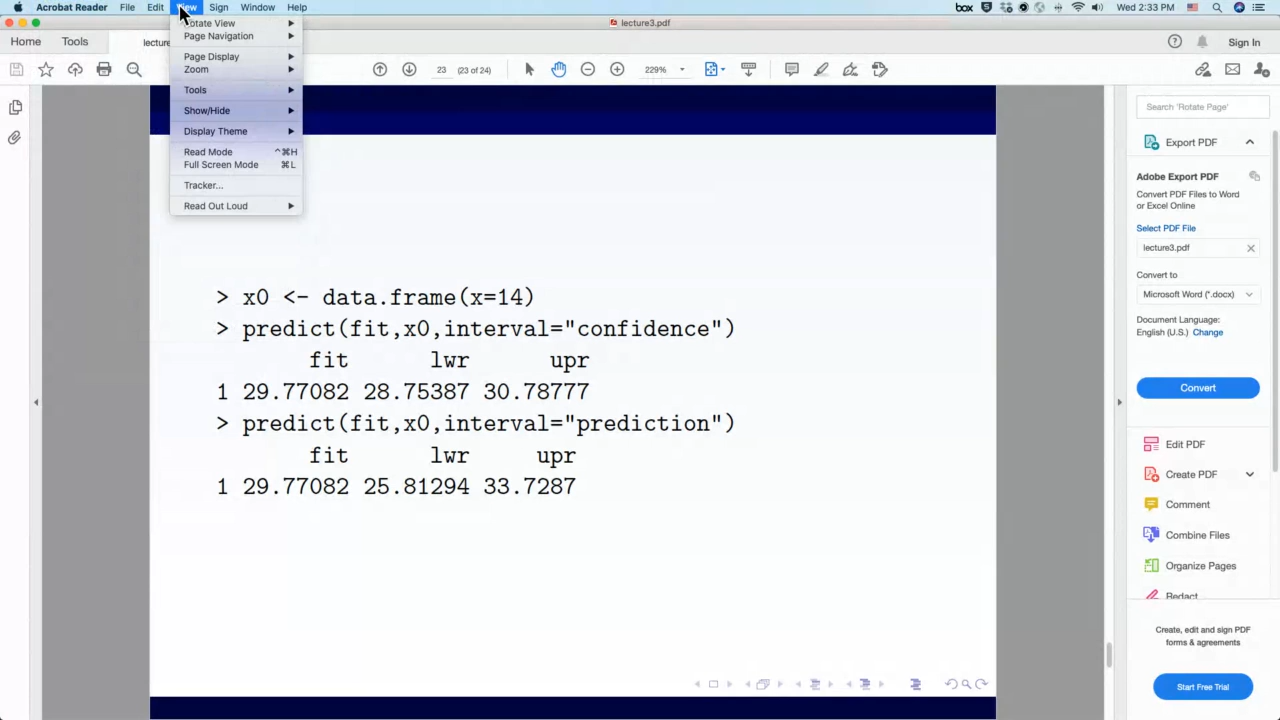 Acrobat Reader File Edit View Sign Window Help box Wed 2:33 PM
lecture3.pdf
Home Tools lecture Sign In
23 (23 of 24) 229%
Rotate View
Page Navigation
Page Display
Zoom
Tools
Show/Hide
Display Theme
Read Mode ^⌘H
Full Screen Mode ⌘L
Tracker...
Read Out Loud
> x0 <- data.frame(x=14)
> predict(fit,x0,interval="confidence")
fit lwr upr
1 29.77082 28.75387 30.78777
> predict(fit,x0,interval="prediction")
fit lwr upr
1 29.77082 25.81294 33.7287
Search 'Rotate Page'
Export PDF
Adobe Export PDF
Convert PDF Files to Word
or Excel Online
Select PDF File
lecture3.pdf
Convert to
Microsoft Word (*.docx)
Document Language:
English (U.S.) Change
Convert
Edit PDF
Create PDF
Comment
Combine Files
Organize Pages
Redact
Create, edit and sign PDF
forms & agreements
Start Free Trial